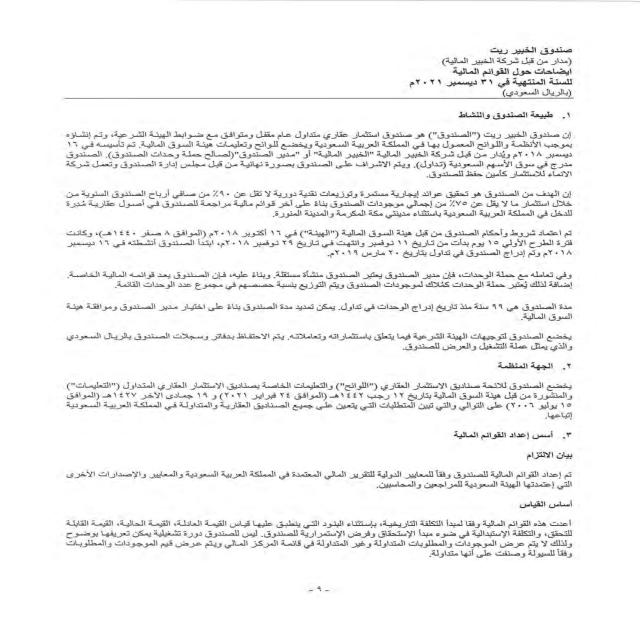 صندوق الخبير ريت
(مدار من قبل شركة الخبير المالية)
ايضاحات حول القوائم المالية
للسنة المنتهية في ٣١ ديسمبر ٢٠٢١م
(بالريال السعودي)
١. طبيعة الصندوق والنشاط
إن صندوق الخبير ريت ("الصندوق") هو صندوق استثمار عقاري متداول عام مقفل ومتوافق مع ضوابط الهيئة الشرعية، وتم إنشاؤه
بموجب الأنظمة واللوائح المعمول بها في المملكة العربية السعودية ويخضع للوائح وتعليمات هيئة السوق المالية. تم تأسيسه في ١٦
ديسمبر ٢٠١٨م ويُدار من قبل شركة الخبير المالية "الخبير المالية" أو "مدير الصندوق" (لصالح حملة وحدات الصندوق). الصندوق
مدرج في سوق الأسهم السعودية (تداول). ويتم الاشراف على الصندوق بصورة نهائية من قبل مجلس إدارة الصندوق وتعمل شركة
الانماء للاستثمار كأمين حفظ للصندوق.
إن الهدف من الصندوق هو تحقيق عوائد إيجارية مستمرة وتوزيعات نقدية دورية لا تقل عن ٩٠٪ من صافي أرباح الصندوق السنوية من
خلال استثمار ما لا يقل عن ٧٥٪ من إجمالي موجودات الصندوق بناءً على آخر قوائم مالية مراجعة للصندوق في أصول عقارية مُدرة
للدخل في المملكة العربية السعودية باستثناء مدينتي مكة المكرمة والمدينة المنورة.
تم اعتماد شروط وأحكام الصندوق من قبل هيئة السوق المالية ("الهيئة") في ١٦ أكتوبر ٢٠١٨م (الموافق ٨ صفر ١٤٤٠هـ)، وكانت
فترة الطرح الأولي ١٥ يوم بدأت من تاريخ ١١ نوفمبر وانتهت في تاريخ ٢٩ نوفمبر ٢٠١٨م، ابتدأ الصندوق أنشطته في ١٦ ديسمبر
٢٠١٨م وتم إدراج الصندوق في تداول بتاريخ ٢٠ مارس ٢٠١٩م.
وفي تعامله مع حملة الوحدات، فإن مدير الصندوق يعتبر الصندوق منشأة مستقلة. وبناءً عليه، فإن الصندوق يعد قوائمه المالية الخاصة.
إضافة لذلك يُعتبر حملة الوحدات كملاك لموجودات الصندوق ويتم التوزيع بنسبة حصصهم في مجموع عدد الوحدات القائمة.
مدة الصندوق هي ٩٩ سنة منذ تاريخ إدراج الوحدات في تداول. يمكن تمديد مدة الصندوق بناءً على اختيار مدير الصندوق وموافقة هيئة
السوق المالية.
يخضع الصندوق لتوجيهات الهيئة الشرعية فيما يتعلق باستثماراته وتعاملاته. يتم الاحتفاظ بدفاتر وسجلات الصندوق بالريال السعودي
والذي يمثل عملة التشغيل والعرض للصندوق.
٢. الجهة المنظمة
يخضع الصندوق للائحة صناديق الاستثمار العقاري ("اللوائح") والتعليمات الخاصة بصناديق الاستثمار العقاري المتداول ("التعليمات")
والمنشورة من قبل هيئة السوق المالية بتاريخ ١٢ رجب ١٤٤٢هـ (الموافق ٢٤ فبراير ٢٠٢١) و ١٩ جمادى الآخر ١٤٢٧هـ (الموافق
١٥ يوليو ٢٠٠٦) على التوالي والتي تبين المتطلبات التي يتعين على جميع الصناديق العقارية والمتداولة في المملكة العربية السعودية
إتباعها.
٣. أسس إعداد القوائم المالية
بيان الالتزام
تم إعداد القوائم المالية للصندوق وفقاً للمعايير الدولية للتقرير المالي المعتمدة في المملكة العربية السعودية والمعايير والإصدارات الأخرى
التي إعتمدتها الهيئة السعودية للمراجعين والمحاسبين.
أساس القياس
أعدت هذه القوائم المالية وفقا لمبدأ التكلفة التاريخية، بإستثناء البنود التي ينطبق عليها قياس القيمة العادلة، القيمة الحالية، القيمة القابلة
للتحقق، والتكلفة الإستبدالية في ضوء مبدأ الإستحقاق وفرض الإستمرارية للصندوق. ليس للصندوق دورة تشغيلية يمكن تعريفها بوضوح
ولذلك لا يتم عرض الموجودات والمطلوبات المتداولة وغير المتداولة في قائمة المركز المالي ويتم عرض قيم الموجودات والمطلوبات
وفقاً للسيولة وصنفت على أنها متداولة.
- ٩ -